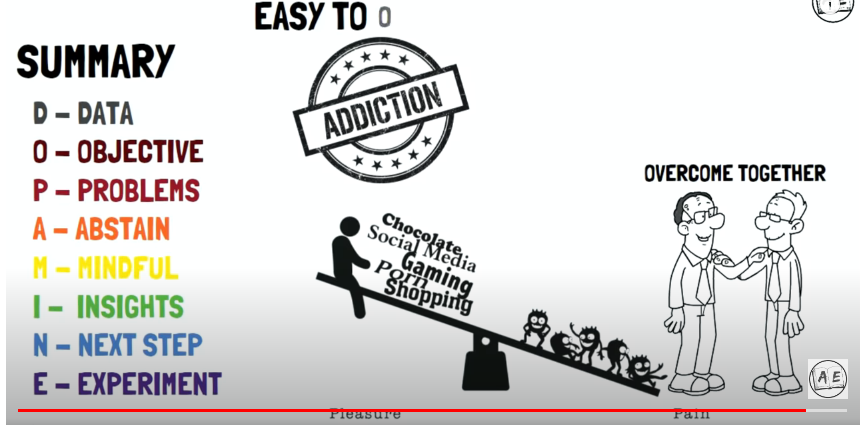 EASY TO O
SUMMARY
D – DATA
O – OBJECTIVE
P – PROBLEMS
A – ABSTAIN
M – MINDFUL
I – INSIGHTS
N – NEXT STEP
E – EXPERIMENT
ADDICTION
Chocolate
Social Media
Gaming
Porn
Shopping
Pleasure
Pain
OVERCOME TOGETHER
A E